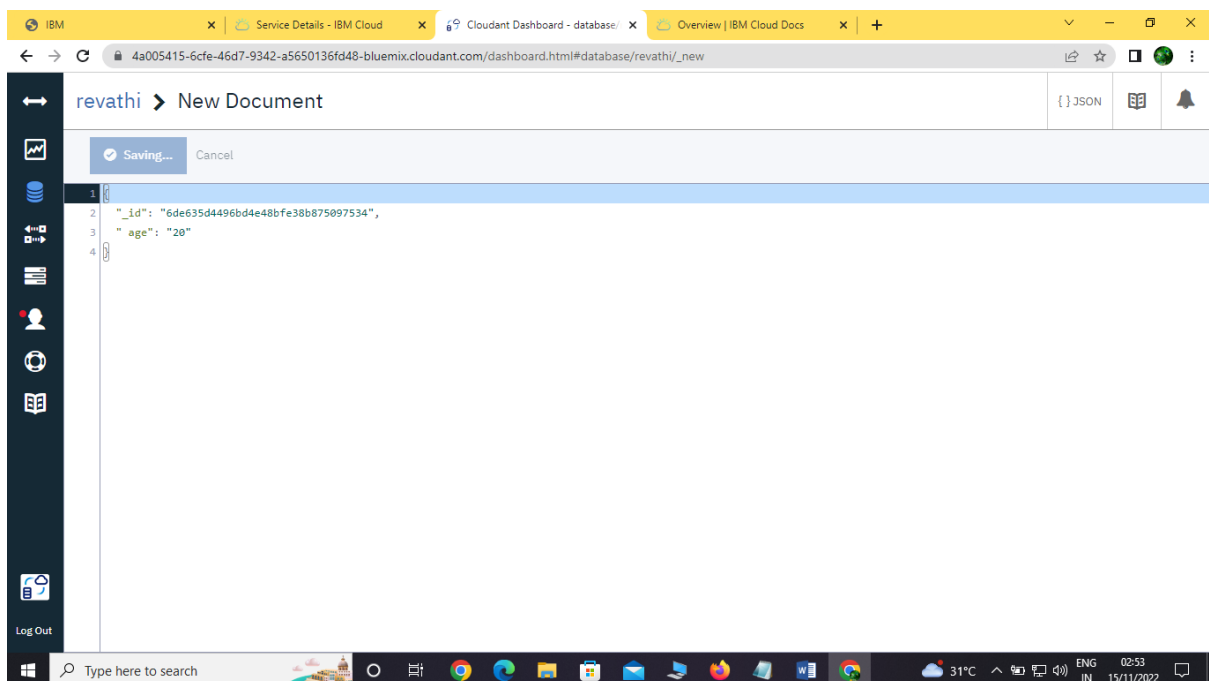 IBM
Service Details - IBM Cloud
Cloudant Dashboard - database/
Overview | IBM Cloud Docs
4a005415-6cfe-46d7-9342-a5650136fd48-bluemix.cloudant.com/dashboard.html#database/revathi/_new
revathi > New Document
{ } JSON
Saving...
Cancel
1 {
2 "_id": "6de635d4496bd4e48bfe38b875097534",
3 " age": "20"
4 }
Log Out
Type here to search
31°C
ENG
IN
02:53
15/11/2022